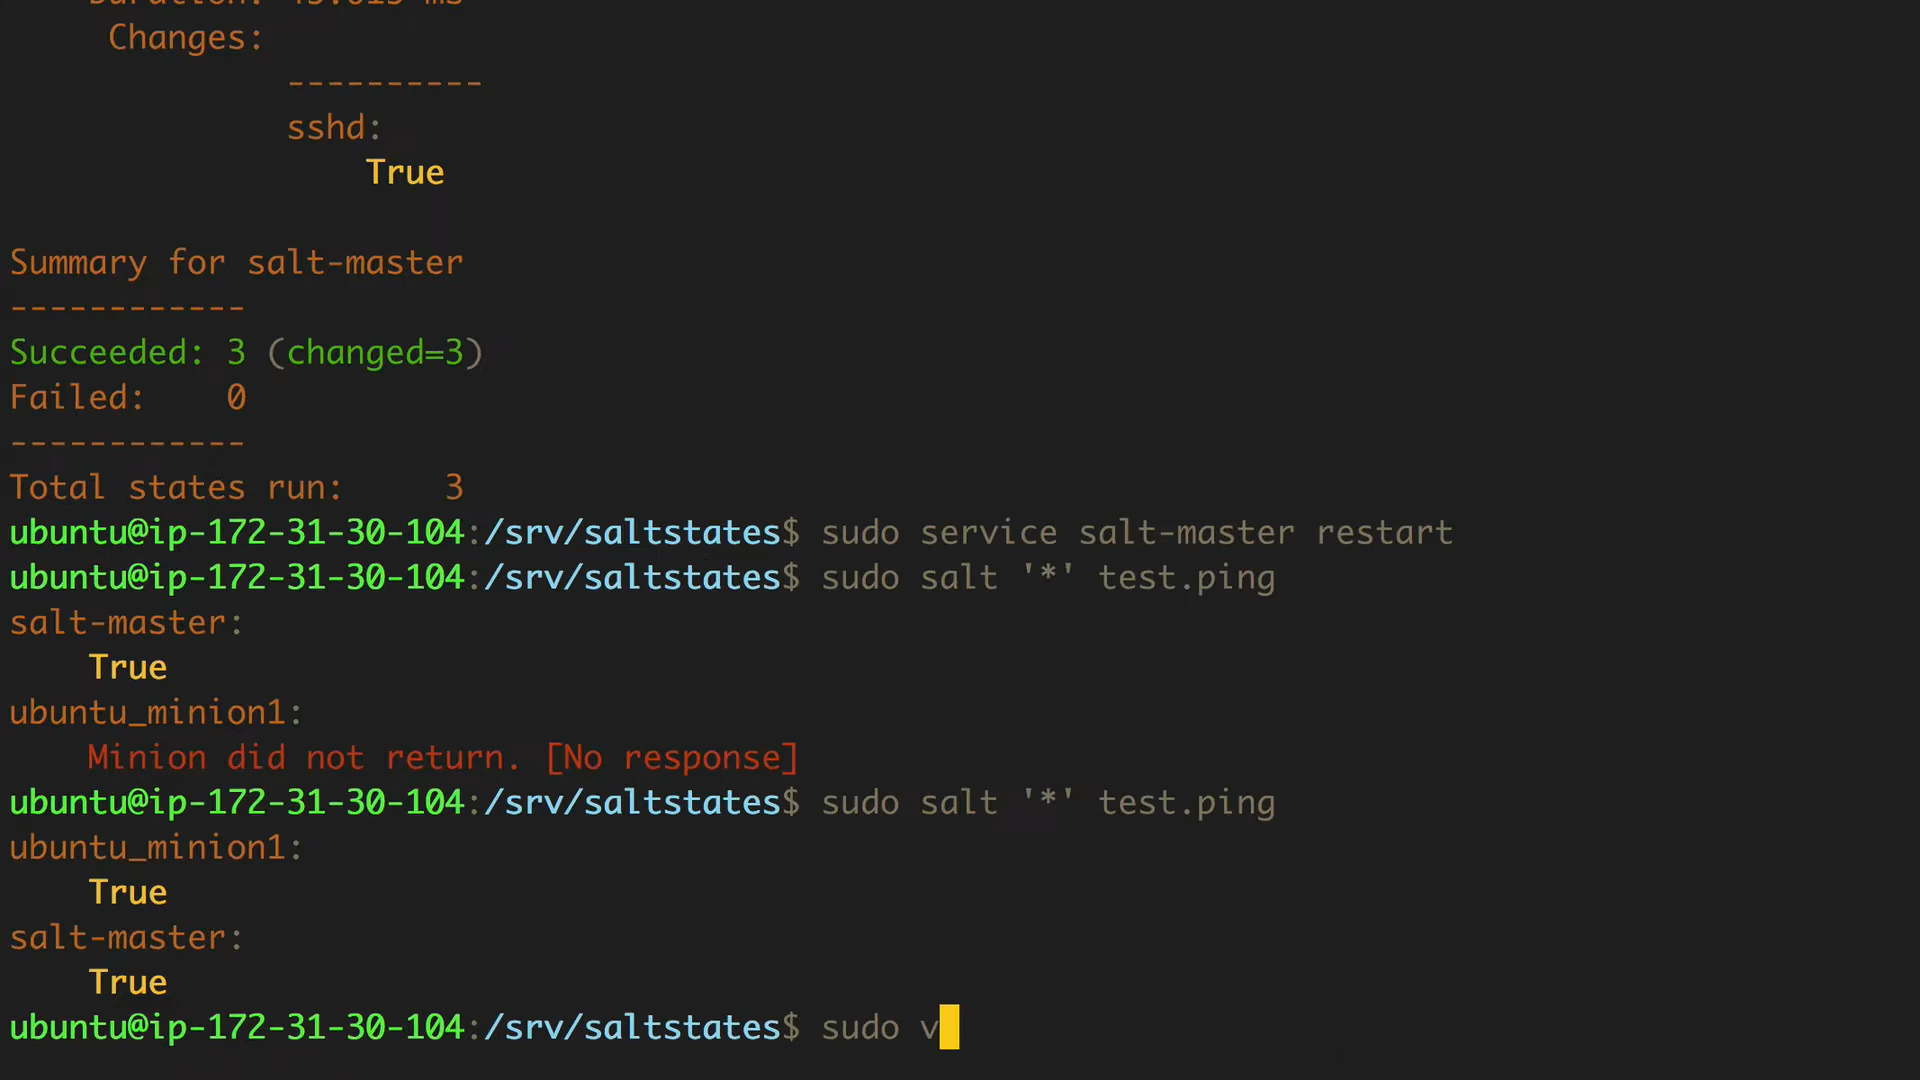 Changes:
----------
sshd:
True
Summary for salt-master
------------
Succeeded: 3 (changed=3)
Failed:    0
------------
Total states run:     3
ubuntu@ip-172-31-30-104:/srv/saltstates$ sudo service salt-master restart
ubuntu@ip-172-31-30-104:/srv/saltstates$ sudo salt '*' test.ping
salt-master:
True
ubuntu_minion1:
Minion did not return. [No response]
ubuntu@ip-172-31-30-104:/srv/saltstates$ sudo salt '*' test.ping
ubuntu_minion1:
True
salt-master:
True
ubuntu@ip-172-31-30-104:/srv/saltstates$ sudo v